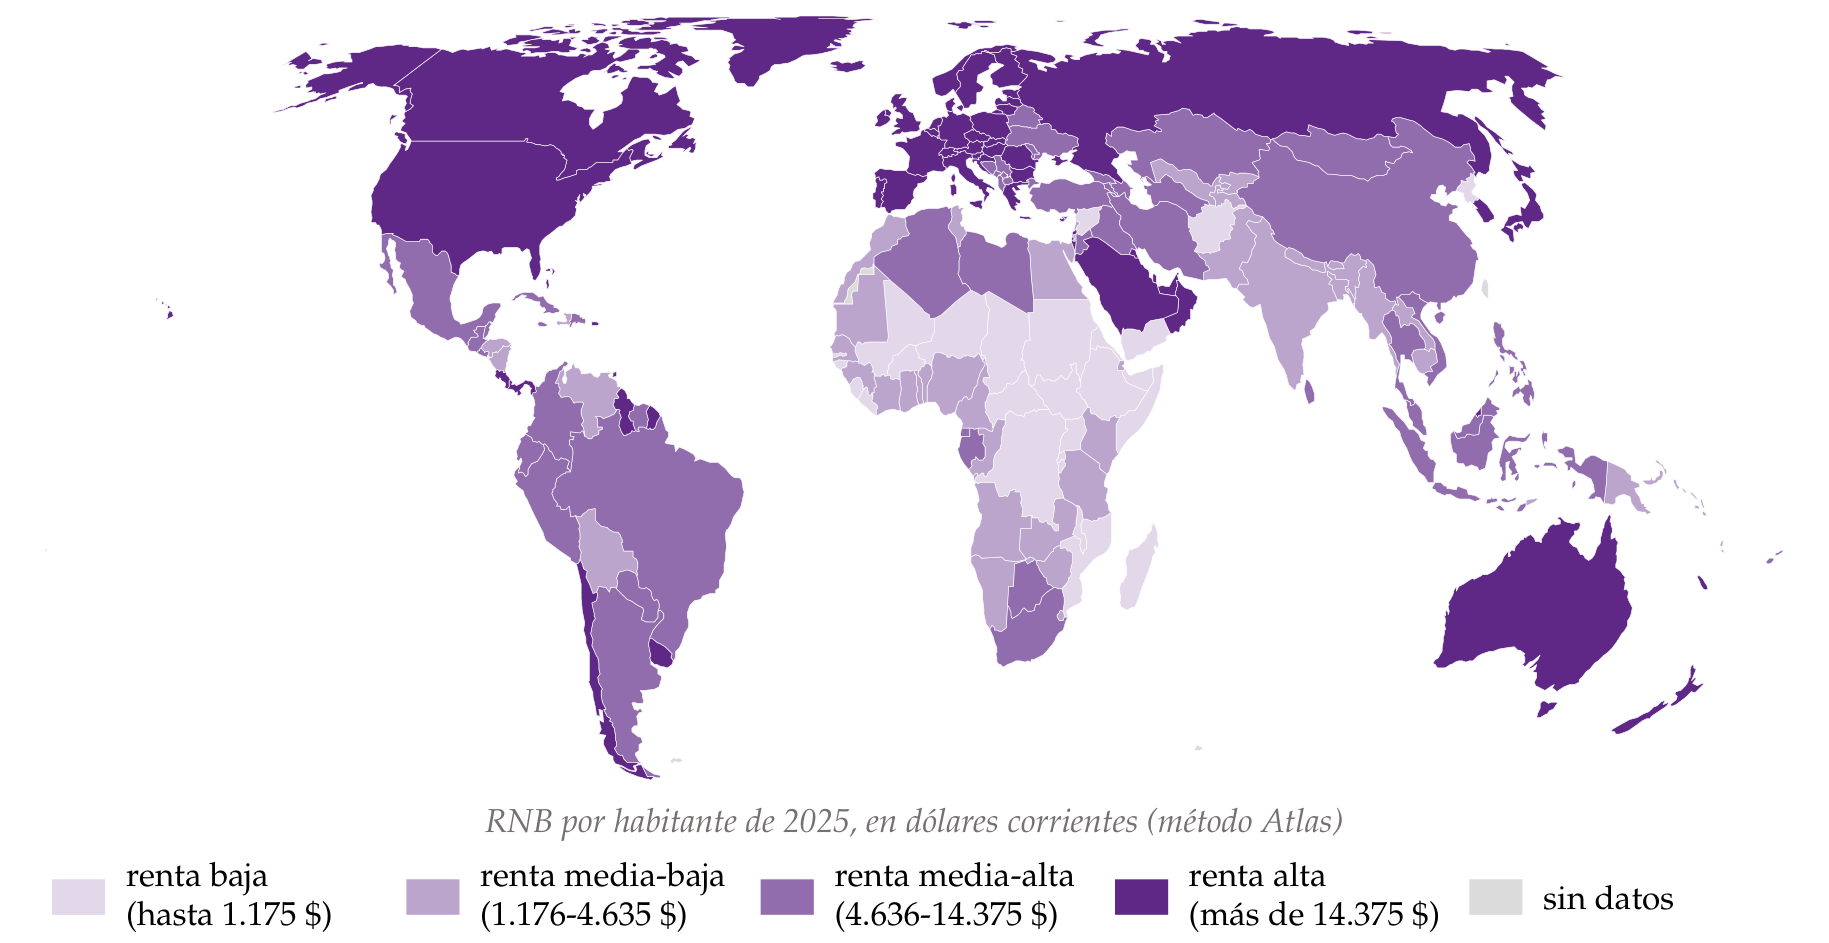 RNB por habitante de 2025, en dólares corrientes (método Atlas)
renta baja
(hasta 1.175 $)
renta media-baja
(1.176-4.635 $)
renta media-alta
(4.636-14.375 $)
renta alta
(más de 14.375 $)
sin datos